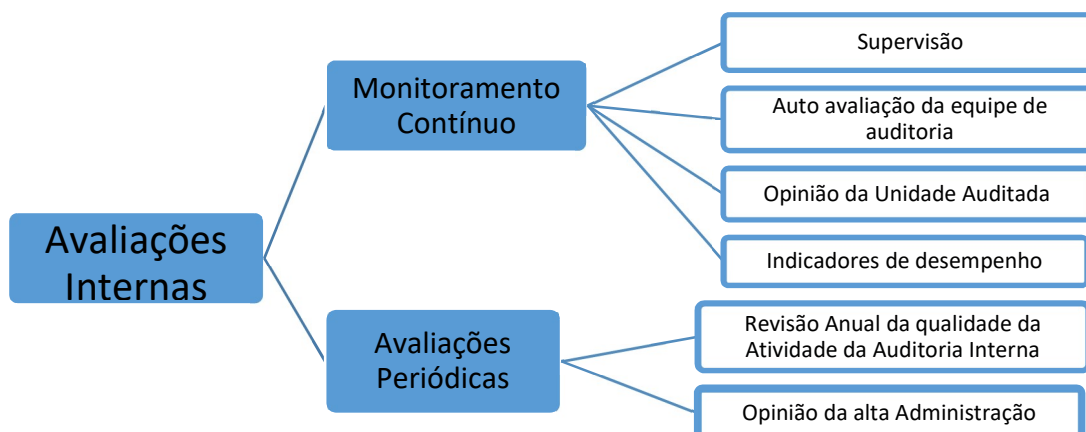 Supervisão
Monitoramento
Contínuo
Auto avaliação da equipe de
auditoria
Opinião da Unidade Auditada
Avaliações
Internas
Indicadores de desempenho
Avaliações
Periódicas
Revisão Anual da qualidade da
Atividade da Auditoria Interna
Opinião da alta Administração